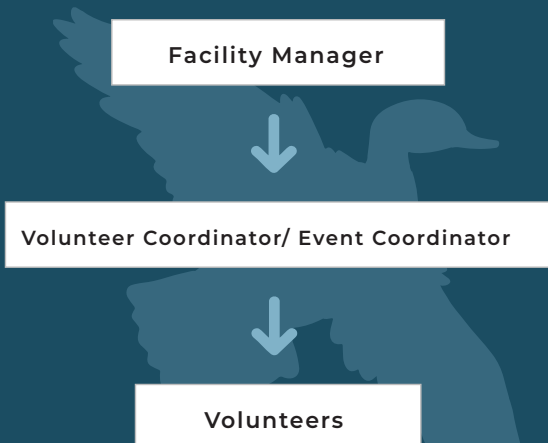 Facility Manager
Volunteer Coordinator/ Event Coordinator
Volunteers